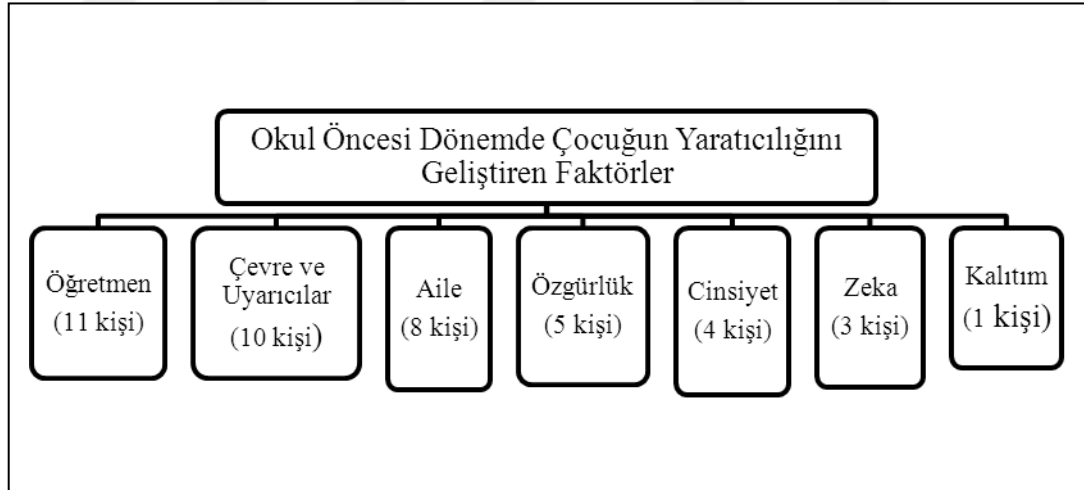 Okul Öncesi Dönemde Çocuğun Yaratıcılığını
Geliştiren Faktörler
Öğretmen
(11 kişi)
Çevre ve
Uyarıcılar
(10 kişi)
Aile
(8 kişi)
Özgürlük
(5 kişi)
Cinsiyet
(4 kişi)
Zeka
(3 kişi)
Kalıtım
(1 kişi)